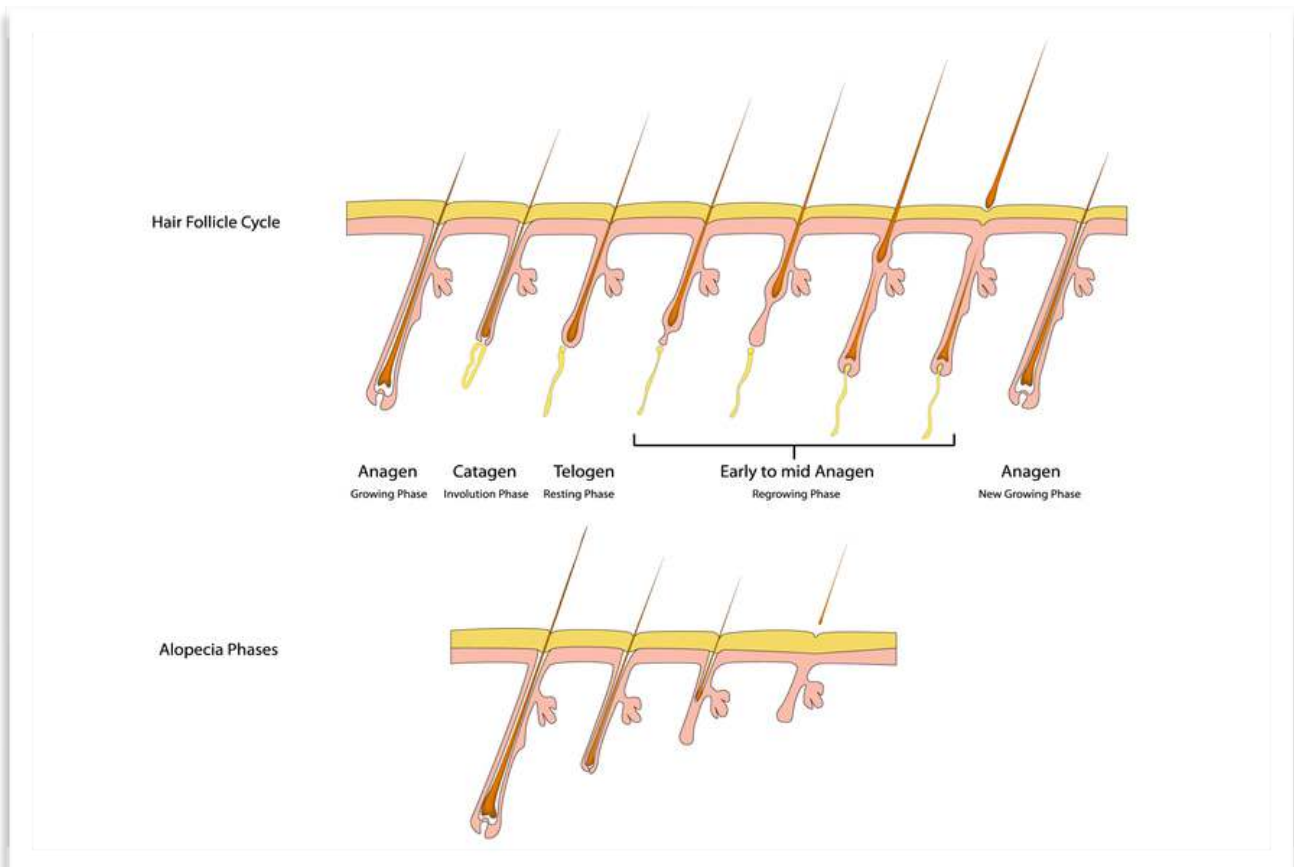 Hair Follicle Cycle
Anagen
Growing Phase
Catagen
Involution Phase
Telogen
Resting Phase
Early to mid Anagen
Regrowing Phase
Anagen
New Growing Phase
Alopecia Phases